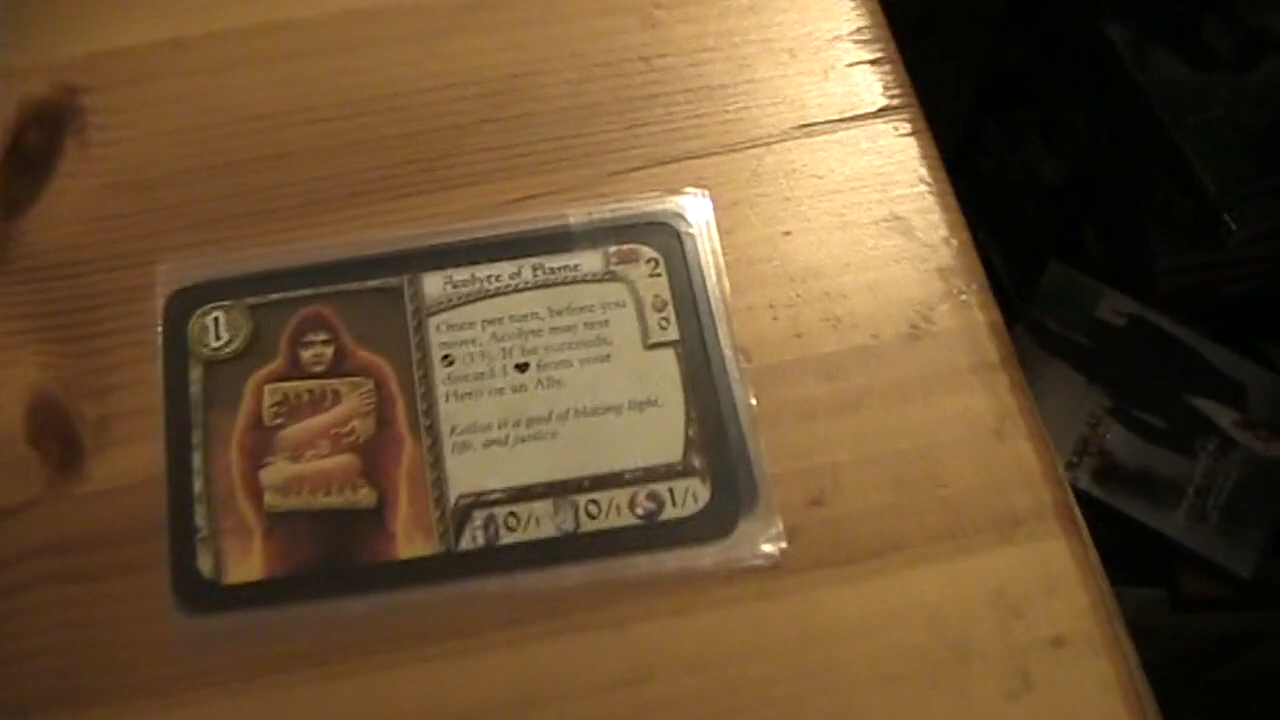 Acolyte of Flame
2
1
0
Once per turn, before you
move, Acolyte may test
(13). If he succeeds,
discard 1 from your
Hero or an Ally.
Kellos is a god of blazing light,
life, and justice.
0/1 0/1 1/1